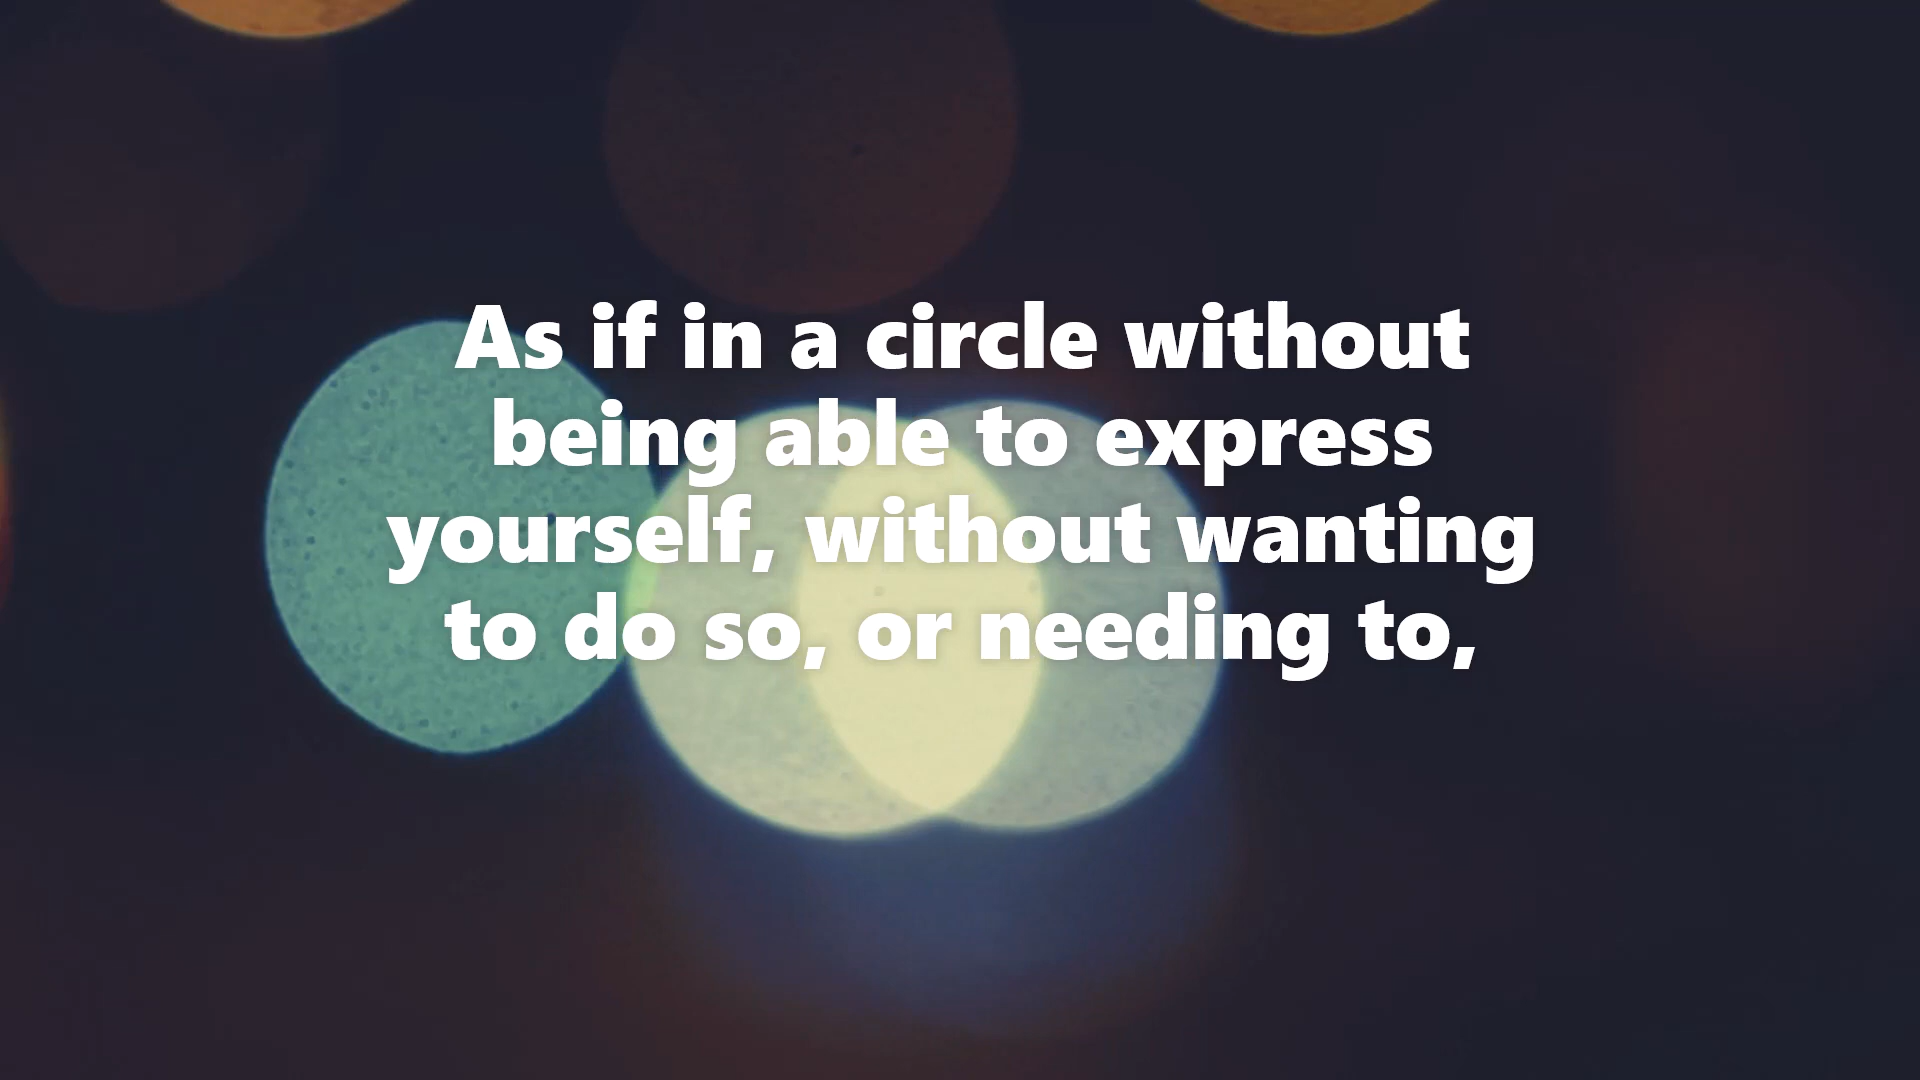 As if in a circle without
being able to express
yourself, without wanting
to do so, or needing to,